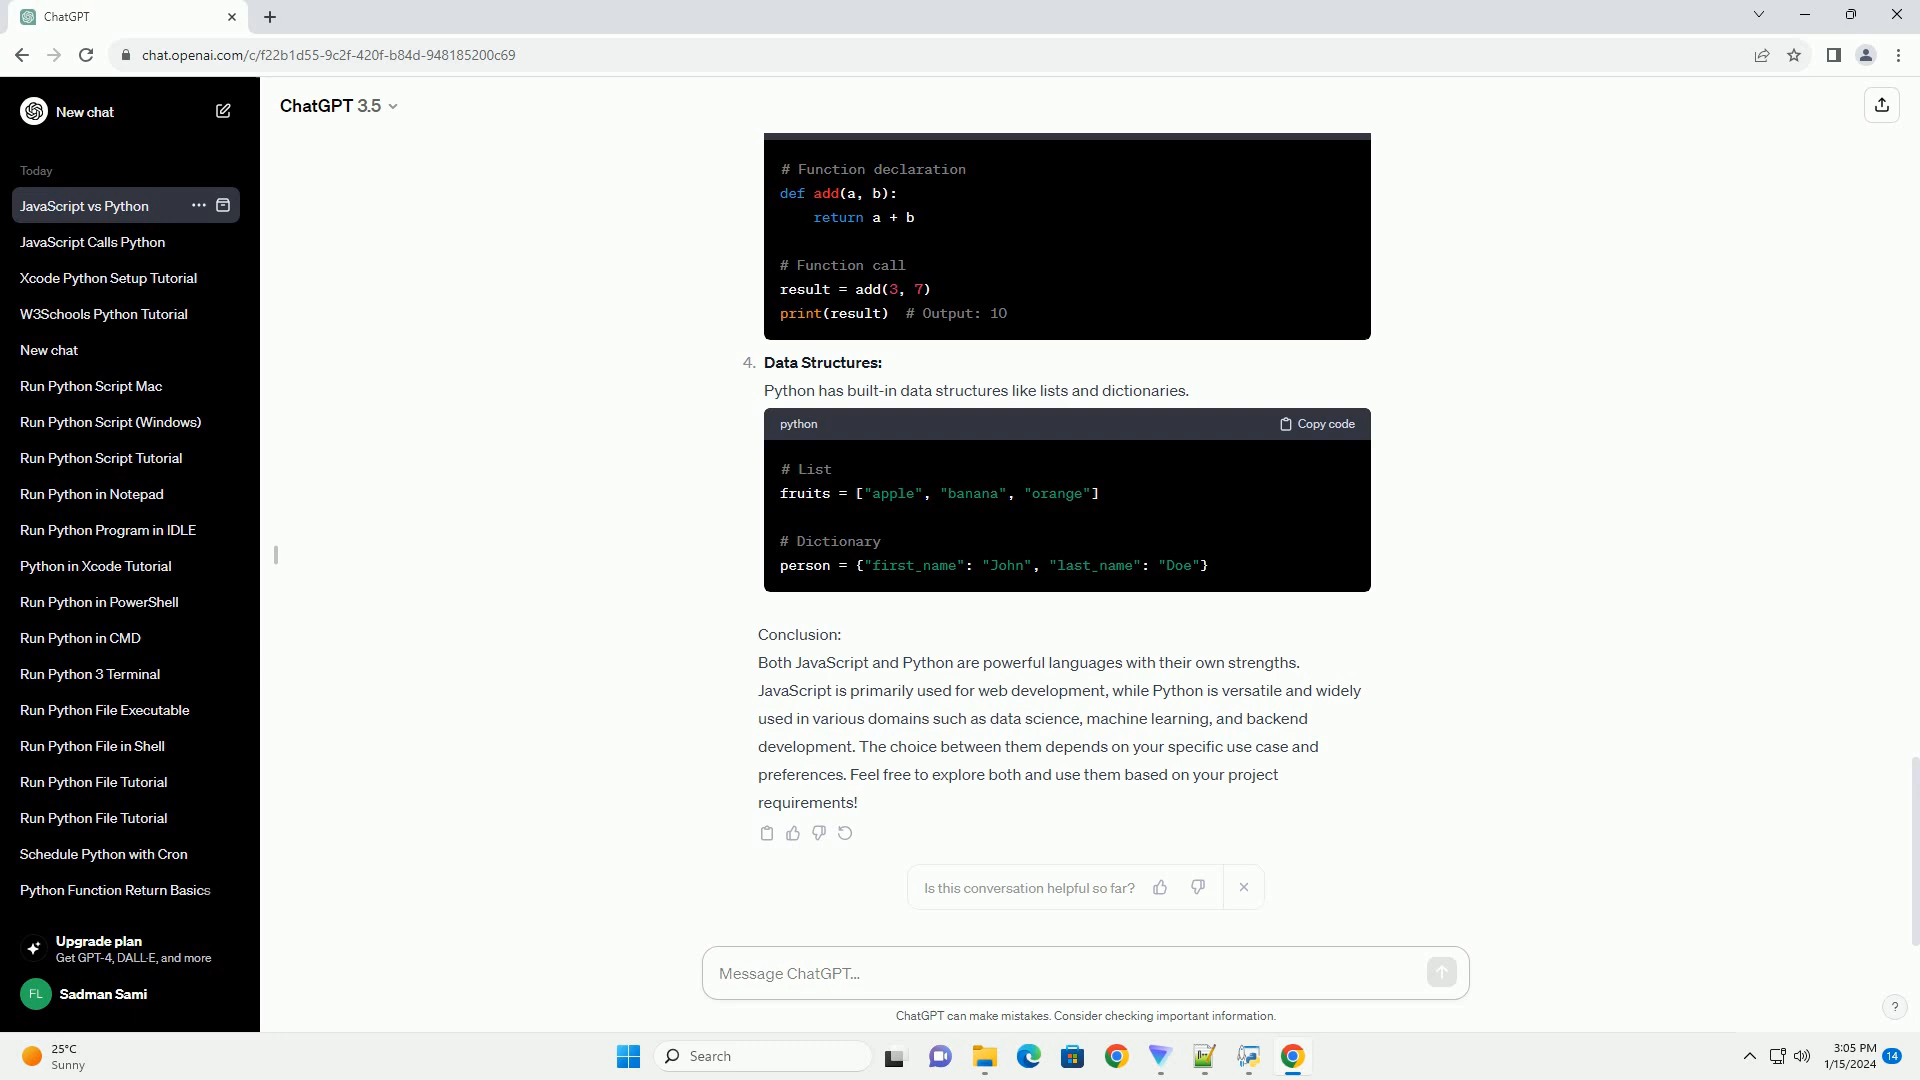 ChatGPT
chat.openai.com/c/f22b1d55-9c2f-420f-b84d-948185200c69
New chat
Today
JavaScript vs Python
JavaScript Calls Python
Xcode Python Setup Tutorial
W3Schools Python Tutorial
New chat
Run Python Script Mac
Run Python Script (Windows)
Run Python Script Tutorial
Run Python in Notepad
Run Python Program in IDLE
Python in Xcode Tutorial
Run Python in PowerShell
Run Python in CMD
Run Python 3 Terminal
Run Python File Executable
Run Python File in Shell
Run Python File Tutorial
Run Python File Tutorial
Schedule Python with Cron
Python Function Return Basics
Upgrade plan
Get GPT-4, DALL·E, and more
FL Sadman Sami
ChatGPT 3.5
# Function declaration
def add(a, b):
    return a + b
# Function call
result = add(3, 7)
print(result)  # Output: 10
4. Data Structures:
Python has built-in data structures like lists and dictionaries.
python Copy code
# List
fruits = ["apple", "banana", "orange"]
# Dictionary
person = {"first_name": "John", "last_name": "Doe"}
Conclusion:
Both JavaScript and Python are powerful languages with their own strengths.
JavaScript is primarily used for web development, while Python is versatile and widely
used in various domains such as data science, machine learning, and backend
development. The choice between them depends on your specific use case and
preferences. Feel free to explore both and use them based on your project
requirements!
Is this conversation helpful so far?
Message ChatGPT...
ChatGPT can make mistakes. Consider checking important information.
?
25°C
Sunny
Search
3:05 PM
1/15/2024
14